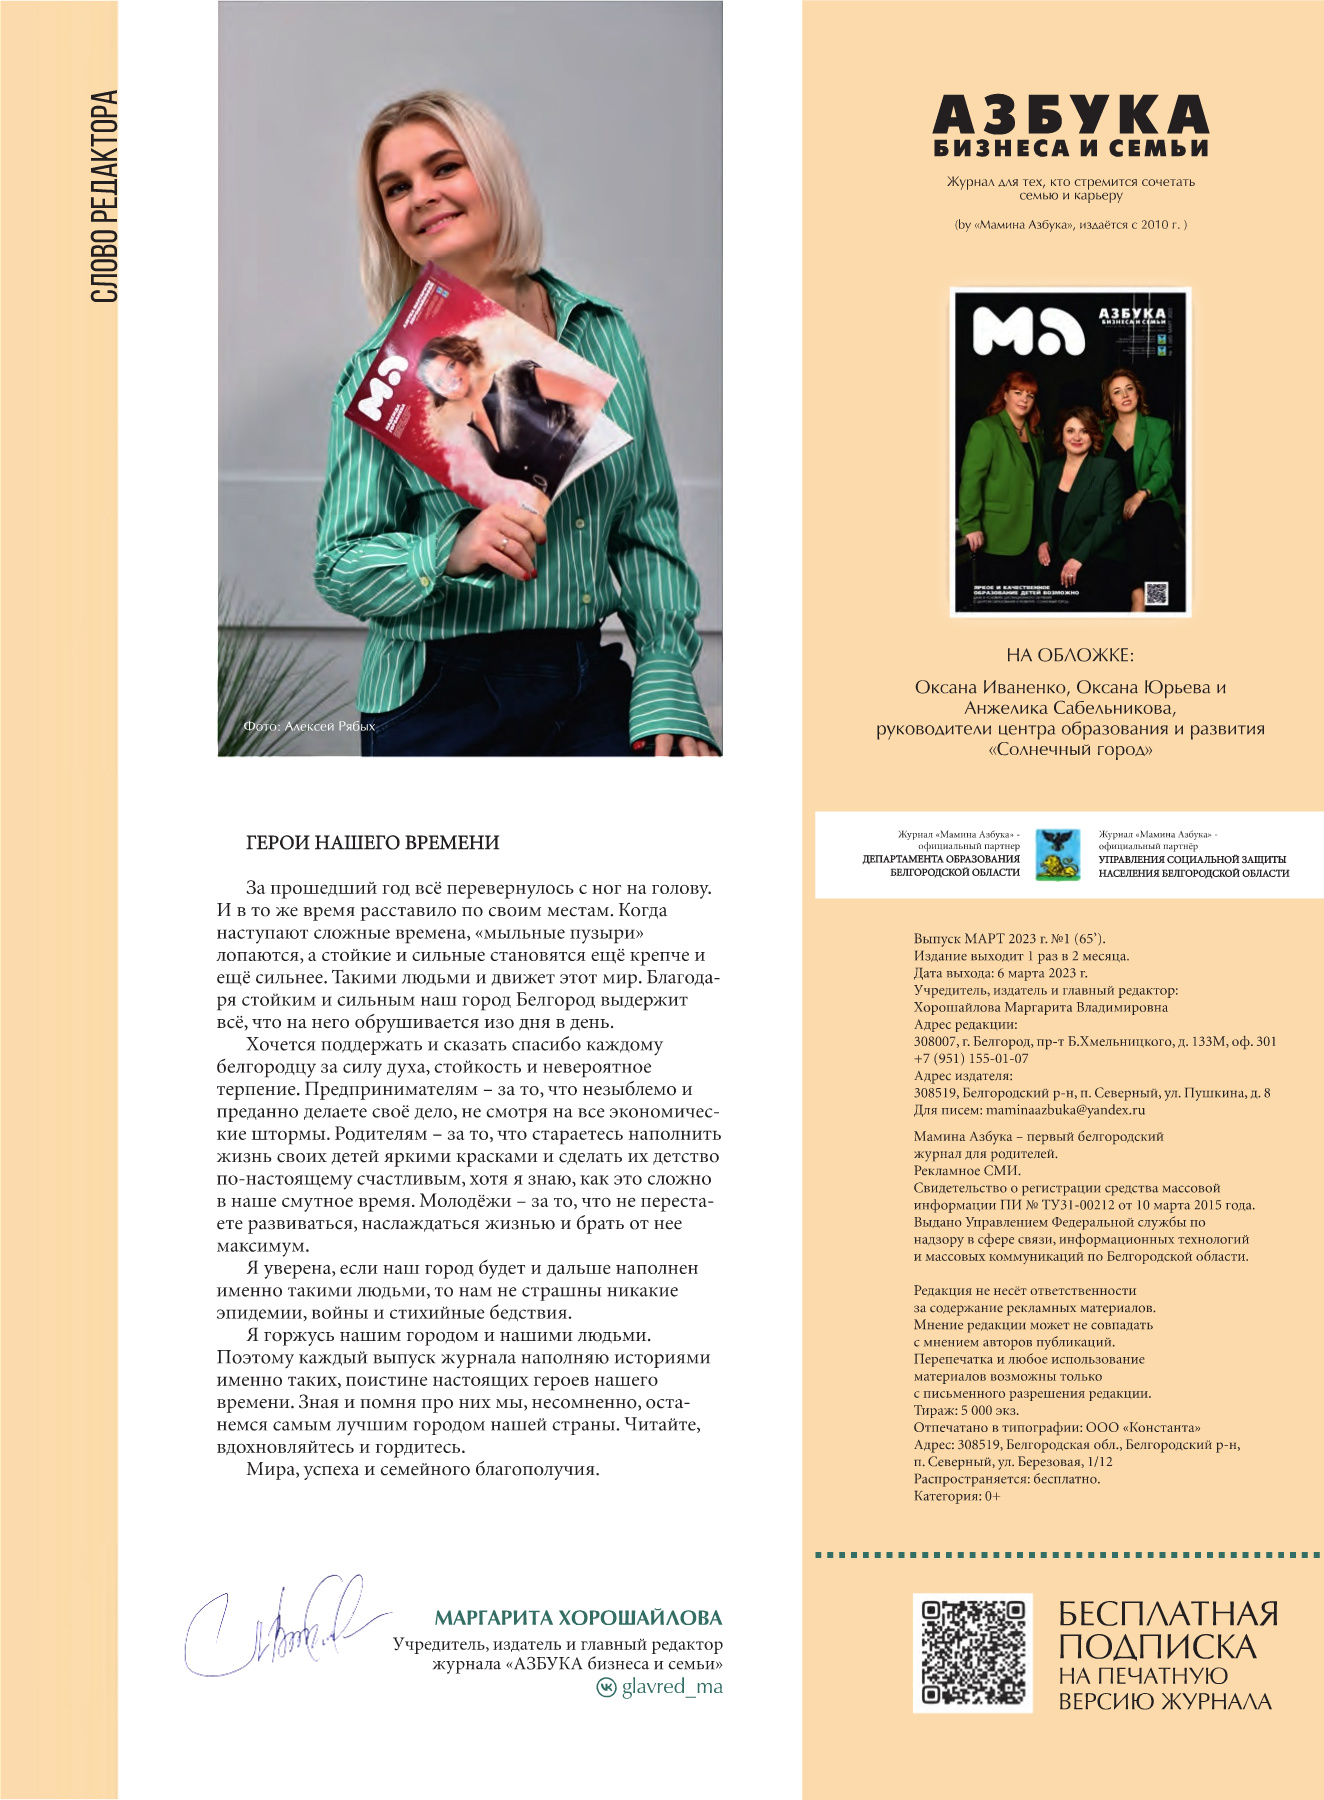 СЛОВО РЕДАКТОРА
МА
Фото: Алексей Рябых
ГЕРОИ НАШЕГО ВРЕМЕНИ
За прошедший год всё перевернулось с ног на голову.
И в то же время расставило по своим местам. Когда
наступают сложные времена, «мыльные пузыри»
лопаются, а стойкие и сильные становятся ещё крепче и
ещё сильнее. Такими людьми и движет этот мир. Благода-
ря стойким и сильным наш город Белгород выдержит
всё, что на него обрушивается изо дня в день.
Хочется поддержать и сказать спасибо каждому
белгородцу за силу духа, стойкость и невероятное
терпение. Предпринимателям – за то, что незыблемо и
преданно делаете своё дело, не смотря на все экономичес-
кие штормы. Родителям – за то, что стараетесь наполнить
жизнь своих детей яркими красками и сделать их детство
по-настоящему счастливым, хотя я знаю, как это сложно
в наше смутное время. Молодёжи – за то, что не переста-
ете развиваться, наслаждаться жизнью и брать от нее
максимум.
Я уверена, если наш город будет и дальше наполнен
именно такими людьми, то нам не страшны никакие
эпидемии, войны и стихийные бедствия.
Я горжусь нашим городом и нашими людьми.
Поэтому каждый выпуск журнала наполняю историями
именно таких, поистине настоящих героев нашего
времени. Зная и помня про них мы, несомненно, оста-
немся самым лучшим городом нашей страны. Читайте,
вдохновляйтесь и гордитесь.
Мира, успеха и семейного благополучия.
МАРГАРИТА ХОРОШАЙЛОВА
Учредитель, издатель и главный редактор
журнала «АЗБУКА бизнеса и семьи»
glavred_ma
АЗБУКА
БИЗНЕСА И СЕМЬИ
Журнал для тех, кто стремится сочетать
семью и карьеру
(by «Мамина Азбука», издаётся с 2010 г. )
МА
АЗБУКА
БИЗНЕСА И СЕМЬИ
ЯРКОЕ И КАЧЕСТВЕННОЕ
ОБРАЗОВАНИЕ ДЕТЕЙ ВОЗМОЖНО
НА ОБЛОЖКЕ:
Оксана Иваненко, Оксана Юрьева и
Анжелика Сабельникова,
руководители центра образования и развития
«Солнечный город»
Журнал «Мамина Азбука» -
официальный партнер
ДЕПАРТАМЕНТА ОБРАЗОВАНИЯ
БЕЛГОРОДСКОЙ ОБЛАСТИ
Журнал «Мамина Азбука» -
официальный партнёр
УПРАВЛЕНИЯ СОЦИАЛЬНОЙ ЗАЩИТЫ
НАСЕЛЕНИЯ БЕЛГОРОДСКОЙ ОБЛАСТИ
Выпуск МАРТ 2023 г. №1 (65’).
Издание выходит 1 раз в 2 месяца.
Дата выхода: 6 марта 2023 г.
Учредитель, издатель и главный редактор:
Хорошайлова Маргарита Владимировна
Адрес редакции:
308007, г. Белгород, пр-т Б.Хмельницкого, д. 133М, оф. 301
+7 (951) 155-01-07
Адрес издателя:
308519, Белгородский р-н, п. Северный, ул. Пушкина, д. 8
Для писем: maminaazbuka@yandex.ru
Мамина Азбука – первый белгородский
журнал для родителей.
Рекламное СМИ.
Свидетельство о регистрации средства массовой
информации ПИ № ТУ31-00212 от 10 марта 2015 года.
Выдано Управлением Федеральной службы по
надзору в сфере связи, информационных технологий
и массовых коммуникаций по Белгородской области.
Редакция не несёт ответственности
за содержание рекламных материалов.
Мнение редакции может не совпадать
с мнением авторов публикаций.
Перепечатка и любое использование
материалов возможны только
с письменного разрешения редакции.
Тираж: 5 000 экз.
Отпечатано в типографии: ООО «Константа»
Адрес: 308519, Белгородская обл., Белгородский р-н,
п. Северный, ул. Березовая, 1/12
Распространяется: бесплатно.
Категория: 0+
БЕСПЛАТНАЯ
ПОДПИСКА
НА ПЕЧАТНУЮ
ВЕРСИЮ ЖУРНАЛА